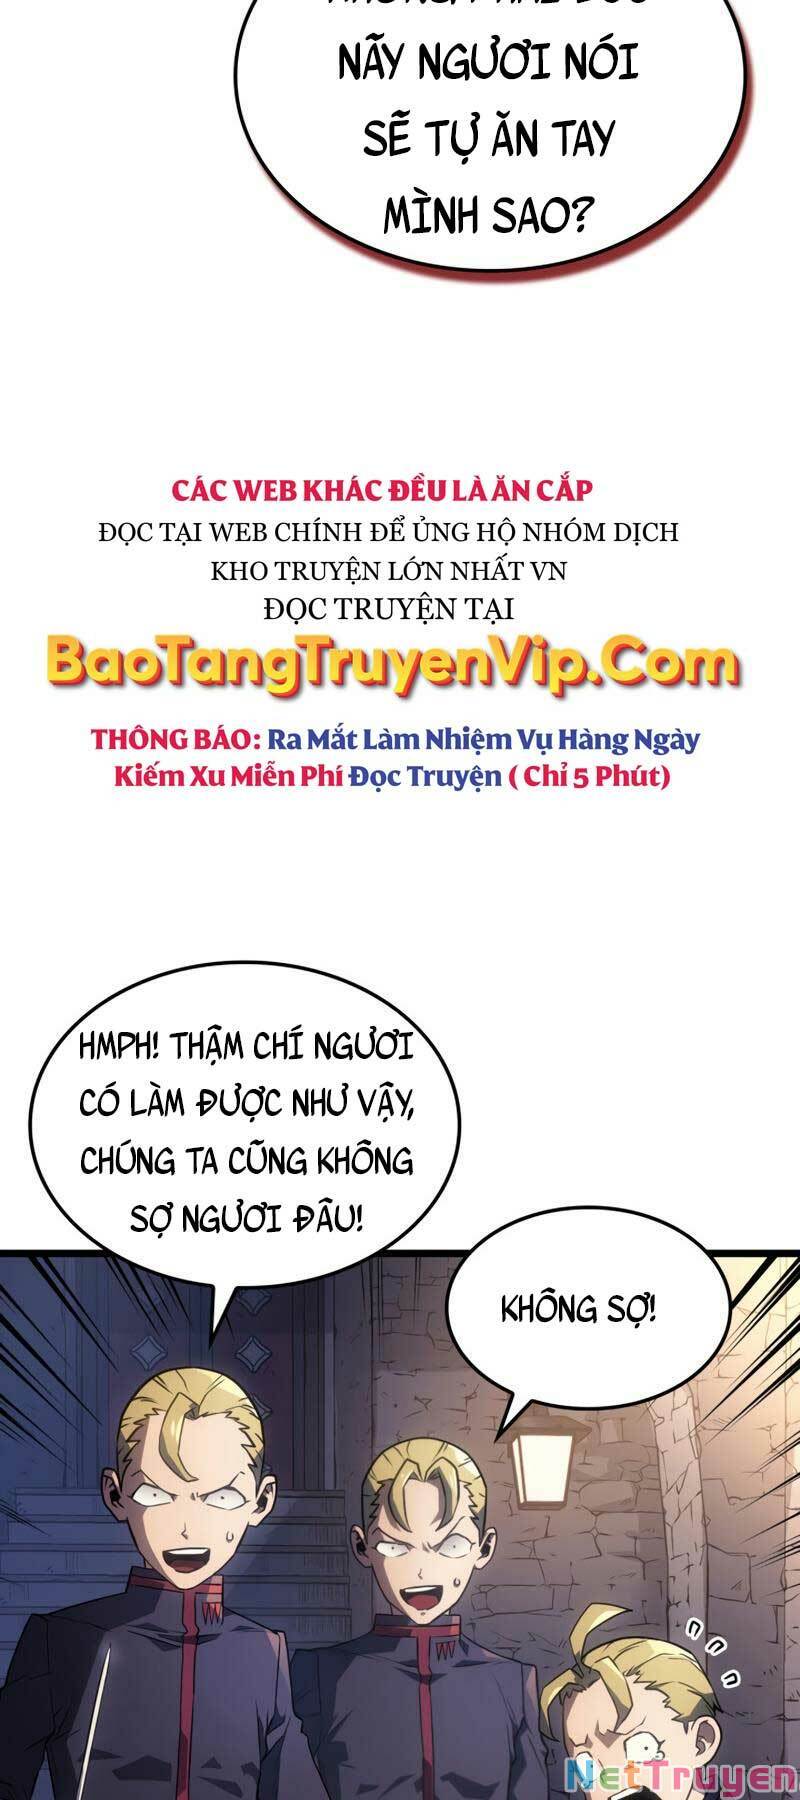 NÃY NGƯƠI NÓI
SẼ TỰ ĂN TAY
MÌNH SAO?
CÁC WEB KHÁC ĐỀU LÀ ĂN CẮP
ĐỌC TẠI WEB CHÍNH ĐỂ ỦNG HỘ NHÓM DỊCH
KHO TRUYỆN LỚN NHẤT VN
ĐỌC TRUYỆN TẠI
BaoTangTruyenVip.Com
THÔNG BÁO: Ra Mắt Làm Nhiệm Vụ Hàng Ngày
Kiếm Xu Miễn Phí Đọc Truyện ( Chỉ 5 Phút)
HMPH! THẬM CHÍ NGƯƠI
CÓ LÀM ĐƯỢC NHƯ VẬY,
CHÚNG TA CŨNG KHÔNG
SỢ NGƯƠI ĐÂU!
KHÔNG SỢ!
NetTruyen